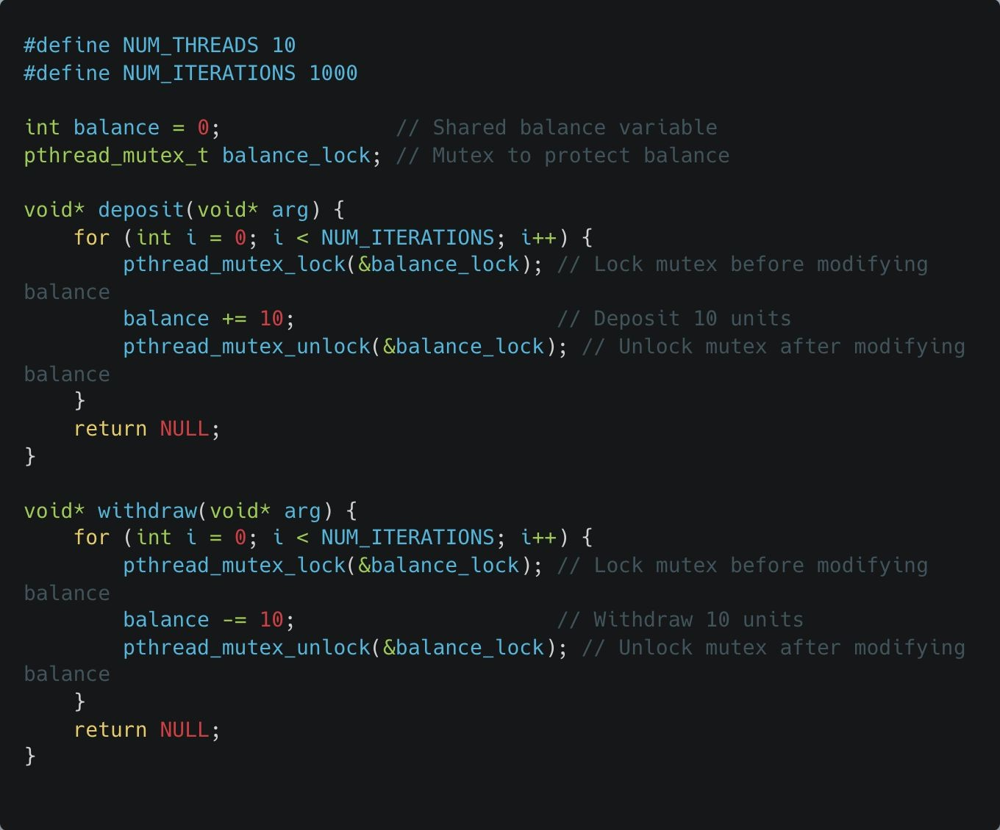 #define NUM_THREADS 10
#define NUM_ITERATIONS 1000
int balance = 0;              // Shared balance variable
pthread_mutex_t balance_lock; // Mutex to protect balance
void* deposit(void* arg) {
    for (int i = 0; i < NUM_ITERATIONS; i++) {
        pthread_mutex_lock(&balance_lock); // Lock mutex before modifying
balance
        balance += 10;                     // Deposit 10 units
        pthread_mutex_unlock(&balance_lock); // Unlock mutex after modifying
balance
    }
    return NULL;
}
void* withdraw(void* arg) {
    for (int i = 0; i < NUM_ITERATIONS; i++) {
        pthread_mutex_lock(&balance_lock); // Lock mutex before modifying
balance
        balance -= 10;                     // Withdraw 10 units
        pthread_mutex_unlock(&balance_lock); // Unlock mutex after modifying
balance
    }
    return NULL;
}